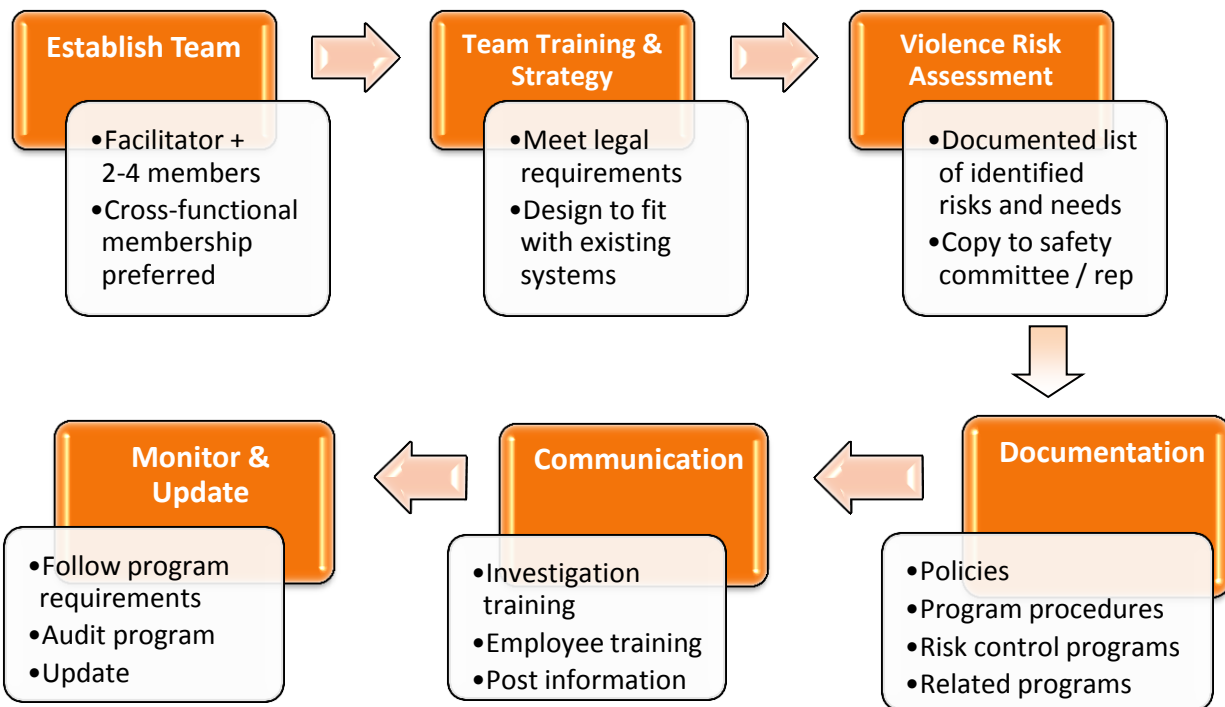 Establish Team
•Facilitator +
2-4 members
•Cross-functional
membership
preferred
Team Training &
Strategy
•Meet legal
requirements
•Design to fit
with existing
systems
Violence Risk
Assessment
•Documented list
of identified
risks and needs
•Copy to safety
committee / rep
Documentation
•Policies
•Program procedures
•Risk control programs
•Related programs
Communication
•Investigation
training
•Employee training
•Post information
Monitor &
Update
•Follow program
requirements
•Audit program
•Update